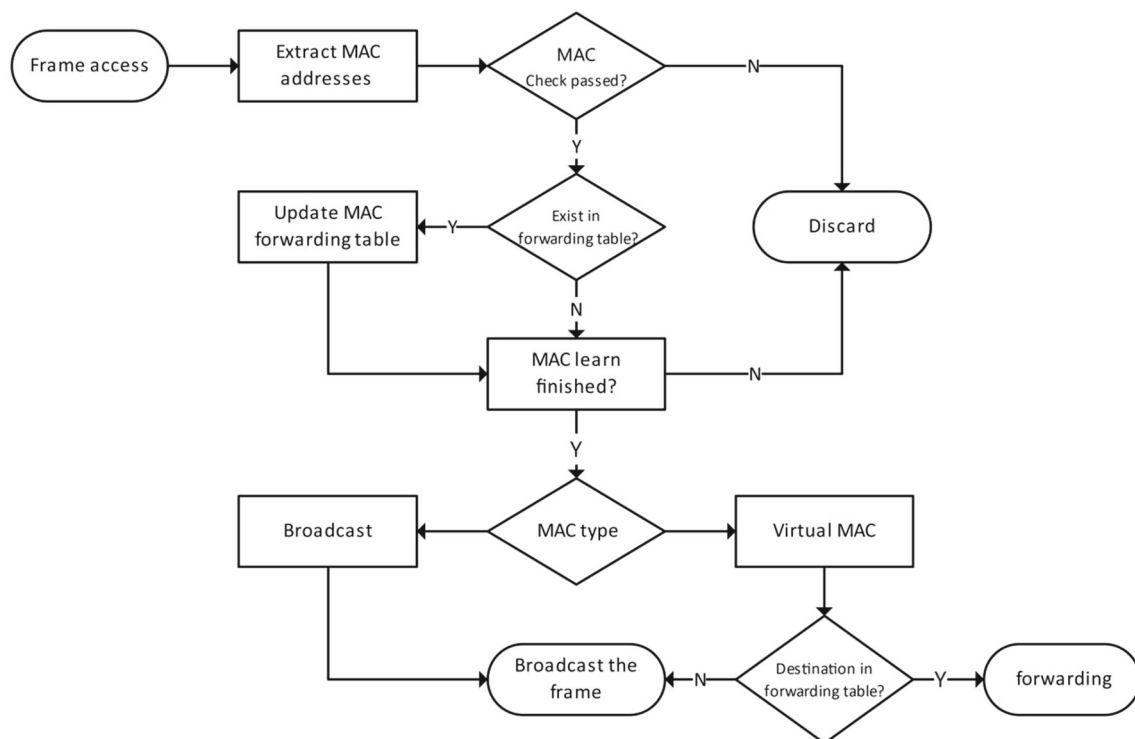 Frame access
Extract MAC
addresses
MAC
Check passed?
N
Y
Update MAC
forwarding table
Y
Exist in
forwarding table?
Discard
N
MAC learn
finished?
N
Y
Broadcast
MAC type
Virtual MAC
Broadcast the
frame
N
Destination in
forwarding table?
Y
forwarding